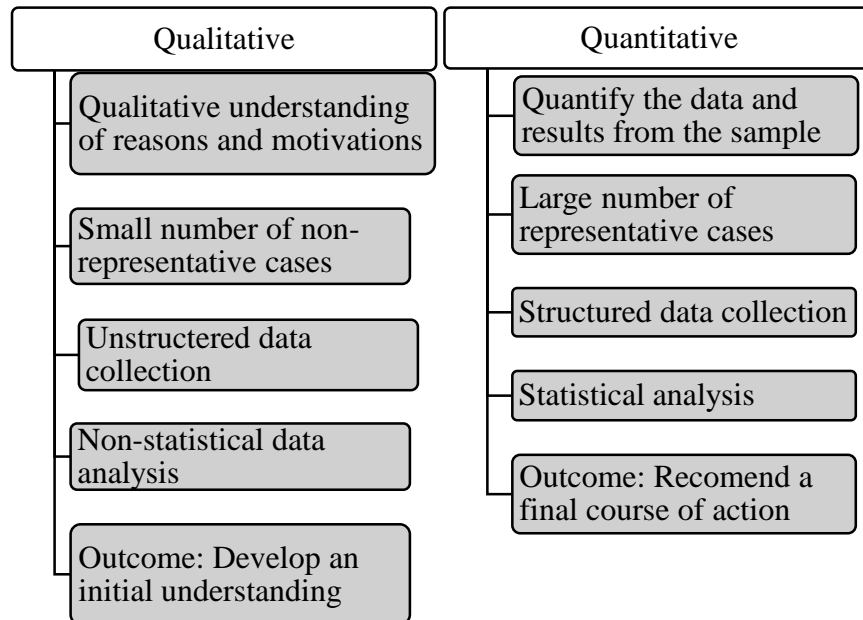 Qualitative
Qualitative understanding
of reasons and motivations
Small number of non-
representative cases
Unstructered data
collection
Non-statistical data
analysis
Outcome: Develop an
initial understanding
Quantitative
Quantify the data and
results from the sample
Large number of
representative cases
Structured data collection
Statistical analysis
Outcome: Recomend a
final course of action